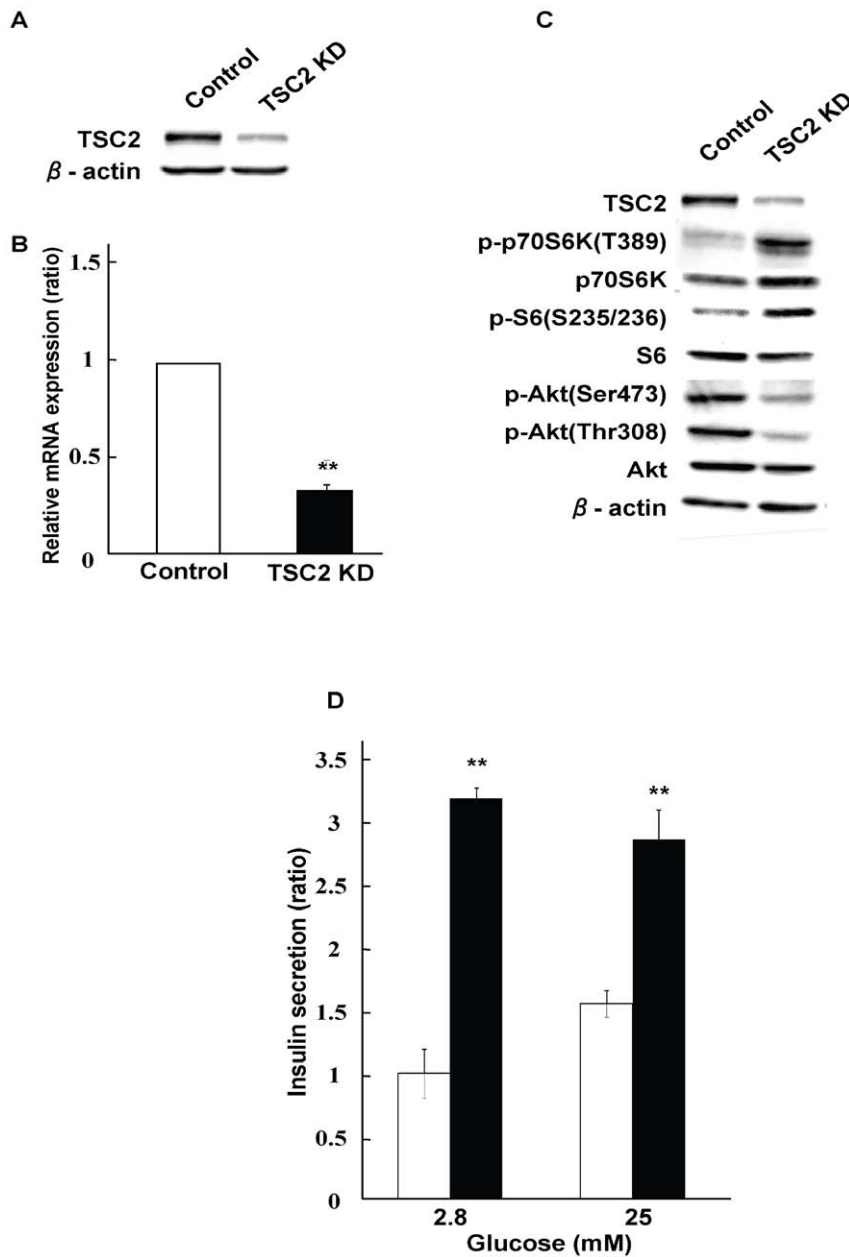 A
Control
TSC2 KD
TSC2
β - actin
B
Relative mRNA expression (ratio)
1.5
1
0.5
0
**
Control
TSC2 KD
C
Control
TSC2 KD
TSC2
p-p70S6K(T389)
p70S6K
p-S6(S235/236)
S6
p-Akt(Ser473)
p-Akt(Thr308)
Akt
β - actin
D
Insulin secretion (ratio)
3.5
3
2.5
2
1.5
1
0.5
0
**
**
2.8
25
Glucose (mM)